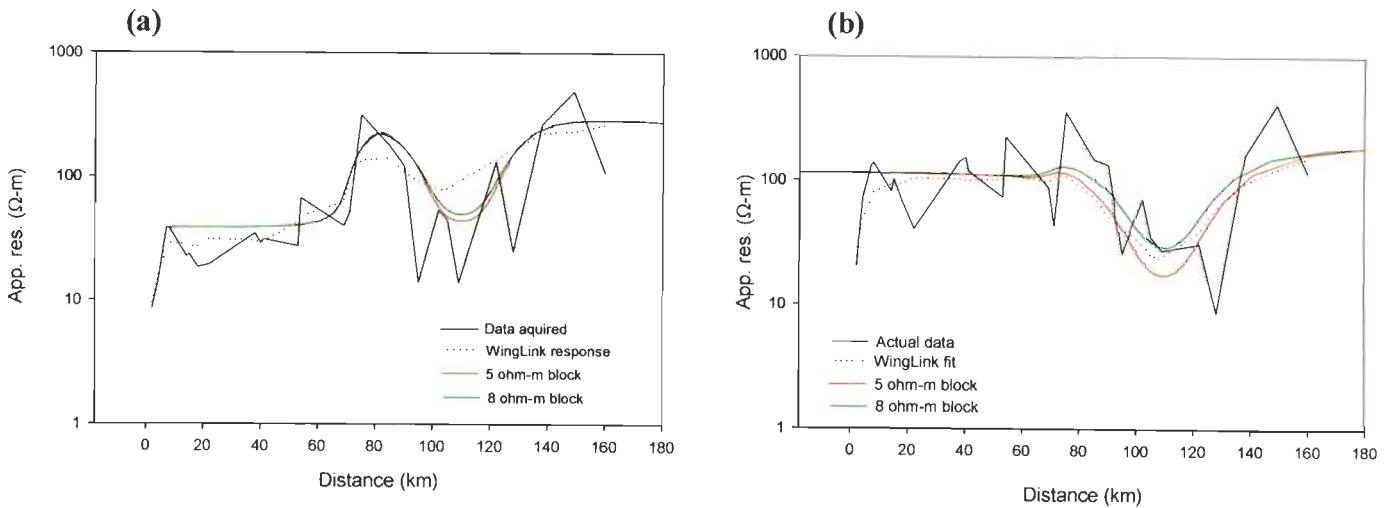 (a)
1000
100
10
1
App. res. (Ω-m)
Data aquired
WingLink response
5 ohm-m block
8 ohm-m block
0 20 40 60 80 100 120 140 160 180
Distance (km)
(b)
1000
100
10
1
App. res. (Ω-m)
Actual data
WingLink fit
5 ohm-m block
8 ohm-m block
0 20 40 60 80 100 120 140 160 180
Distance (km)